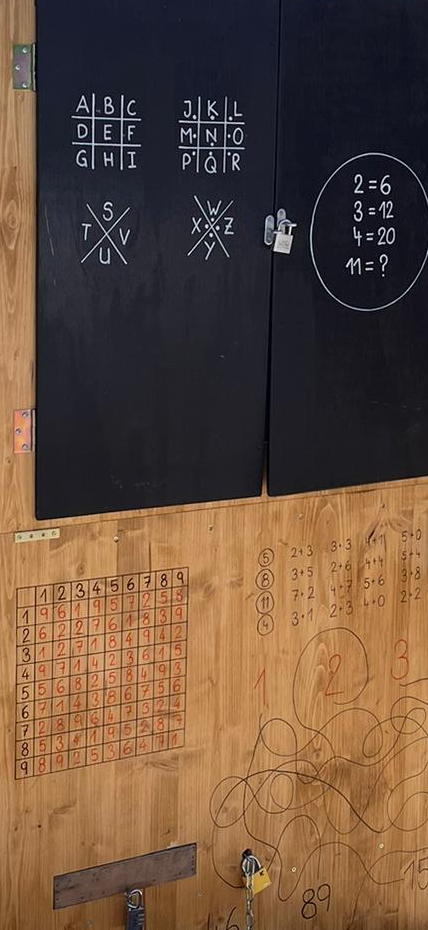 A B C
D E F
G H I
J K L
M N O
P Q R
S
T V
U
W
X Z
Y
2=6
3=12
4=20
11=?
1 2 3 4 5 6 7 8 9
1 9 6 1 9 5 7 2 5 8
2 6 2 2 7 6 1 8 3 9
3 1 2 7 1 8 4 9 4 2
4 9 7 1 4 2 3 6 1 5
5 5 6 8 2 5 8 4 9 3
6 7 1 4 3 8 6 7 5 6
7 2 8 9 6 4 7 3 2 4
8 5 3 4 1 9 5 2 8 7
9 8 9 2 5 3 6 4 7 1
5 2+3 3+3 4+1 5+0
8 3+5 2+6 5+4
11 7+2 4+7 5+6 3+8
4 3+1 2+3 4+0 2+2
1 2 3
15
89
46